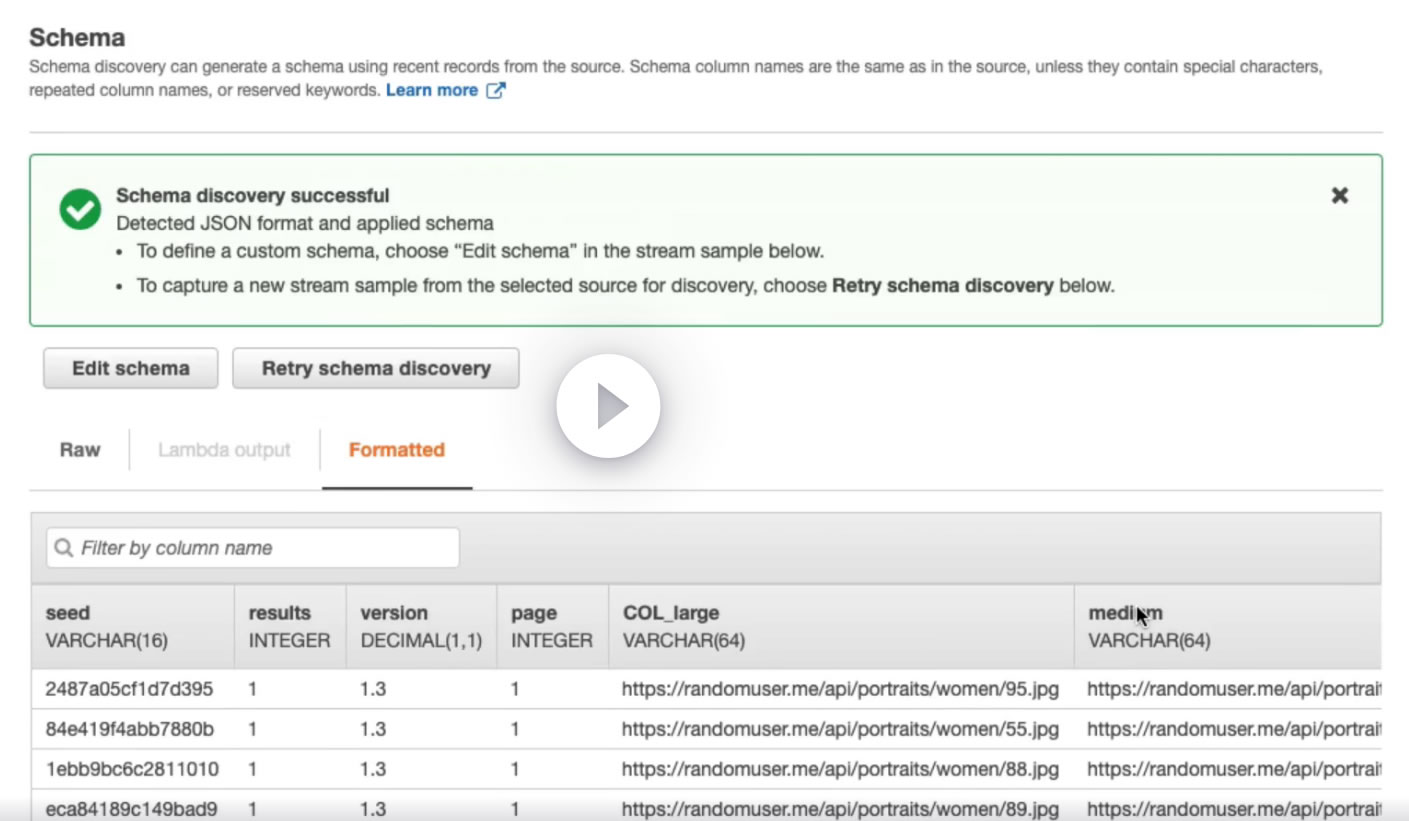 Schema
Schema discovery can generate a schema using recent records from the source. Schema column names are the same as in the source, unless they contain special characters,
repeated column names, or reserved keywords. Learn more
Schema discovery successful
Detected JSON format and applied schema
• To define a custom schema, choose “Edit schema” in the stream sample below.
• To capture a new stream sample from the selected source for discovery, choose Retry schema discovery below.
Edit schema Retry schema discovery
Raw Lambda output Formatted
Filter by column name
seed results version page COL_large medium
VARCHAR(16) INTEGER DECIMAL(1,1) INTEGER VARCHAR(64) VARCHAR(64)
2487a05cf1d7d395 1 1.3 1 https://randomuser.me/api/portraits/women/95.jpg https://randomuser.me/api/portrait
84e419f4abb7880b 1 1.3 1 https://randomuser.me/api/portraits/women/55.jpg https://randomuser.me/api/portrait
1ebb9bc6c2811010 1 1.3 1 https://randomuser.me/api/portraits/women/88.jpg https://randomuser.me/api/portrait
eca84189c149bad9 1 1.3 1 https://randomuser.me/api/portraits/women/89.jpg https://randomuser.me/api/portrait